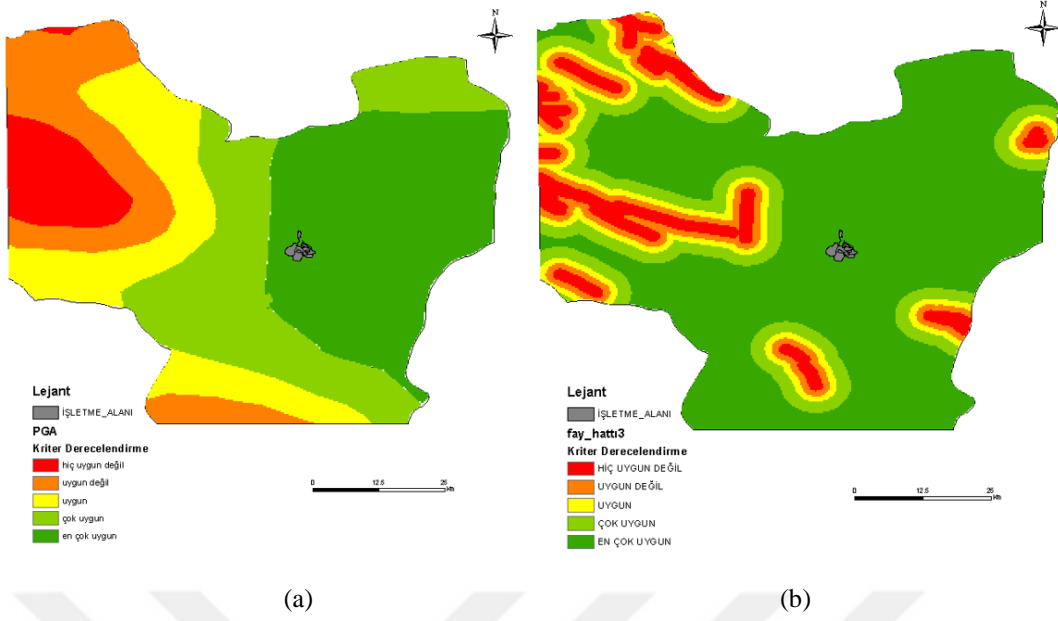 N
Lejant
İŞLETME_ALANI
PGA
Kriter Derecelendirme
hiç uygun değil
uygun değil
uygun
çok uygun
en çok uygun
0 12.5 25
km
(a)
N
Lejant
İŞLETME_ALANI
fay_hattı3
Kriter Derecelendirme
HİÇ UYGUN DEĞİL
UYGUN DEĞİL
UYGUN
ÇOK UYGUN
EN ÇOK UYGUN
0 12.5 25
km
(b)